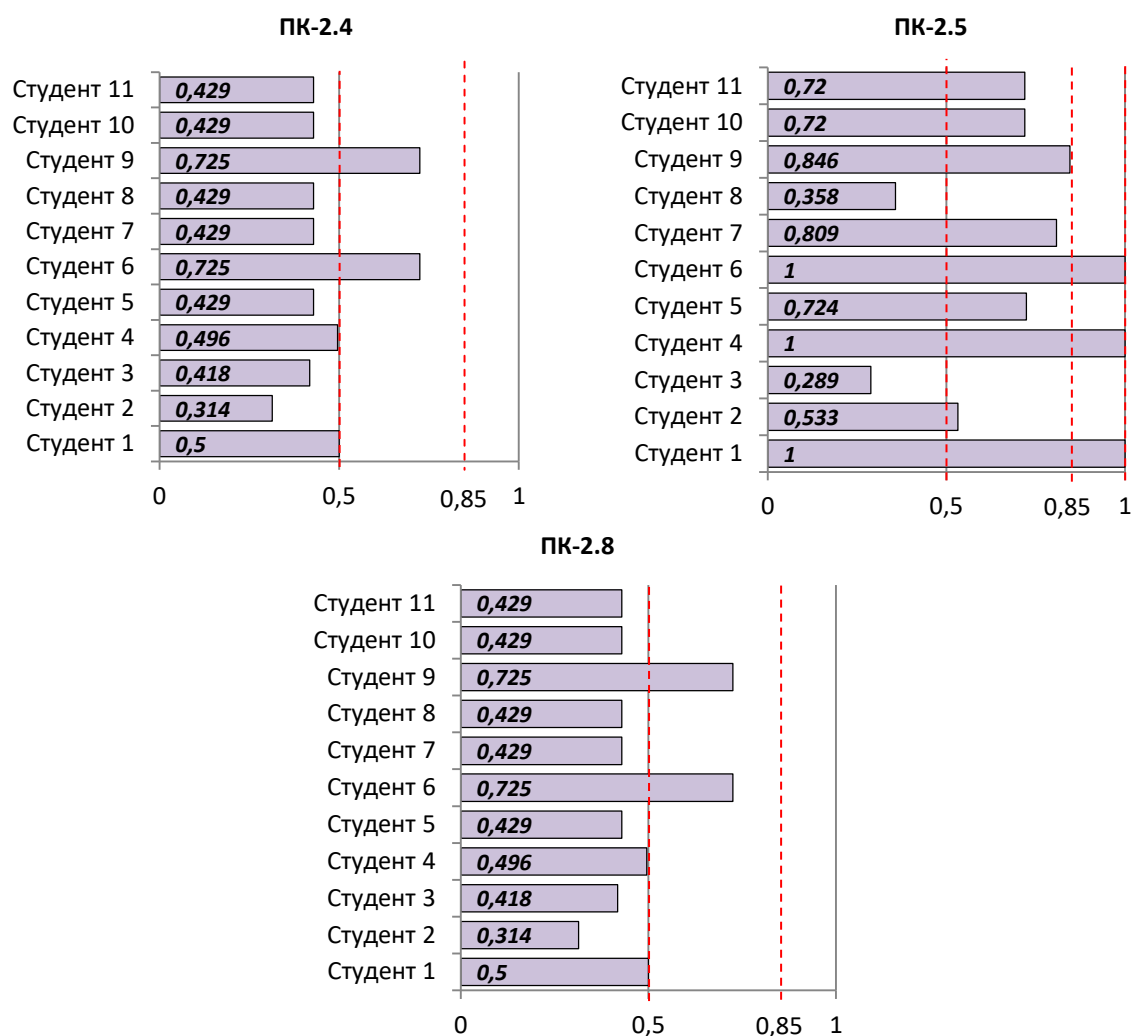 ПК-2.4
Студент 11 0,429
Студент 10 0,429
Студент 9 0,725
Студент 8 0,429
Студент 7 0,429
Студент 6 0,725
Студент 5 0,429
Студент 4 0,496
Студент 3 0,418
Студент 2 0,314
Студент 1 0,5
0 0,5 0,85 1
ПК-2.5
Студент 11 0,72
Студент 10 0,72
Студент 9 0,846
Студент 8 0,358
Студент 7 0,809
Студент 6 1
Студент 5 0,724
Студент 4 1
Студент 3 0,289
Студент 2 0,533
Студент 1 1
0 0,5 0,85 1
ПК-2.8
Студент 11 0,429
Студент 10 0,429
Студент 9 0,725
Студент 8 0,429
Студент 7 0,429
Студент 6 0,725
Студент 5 0,429
Студент 4 0,496
Студент 3 0,418
Студент 2 0,314
Студент 1 0,5
0 0,5 0,85 1